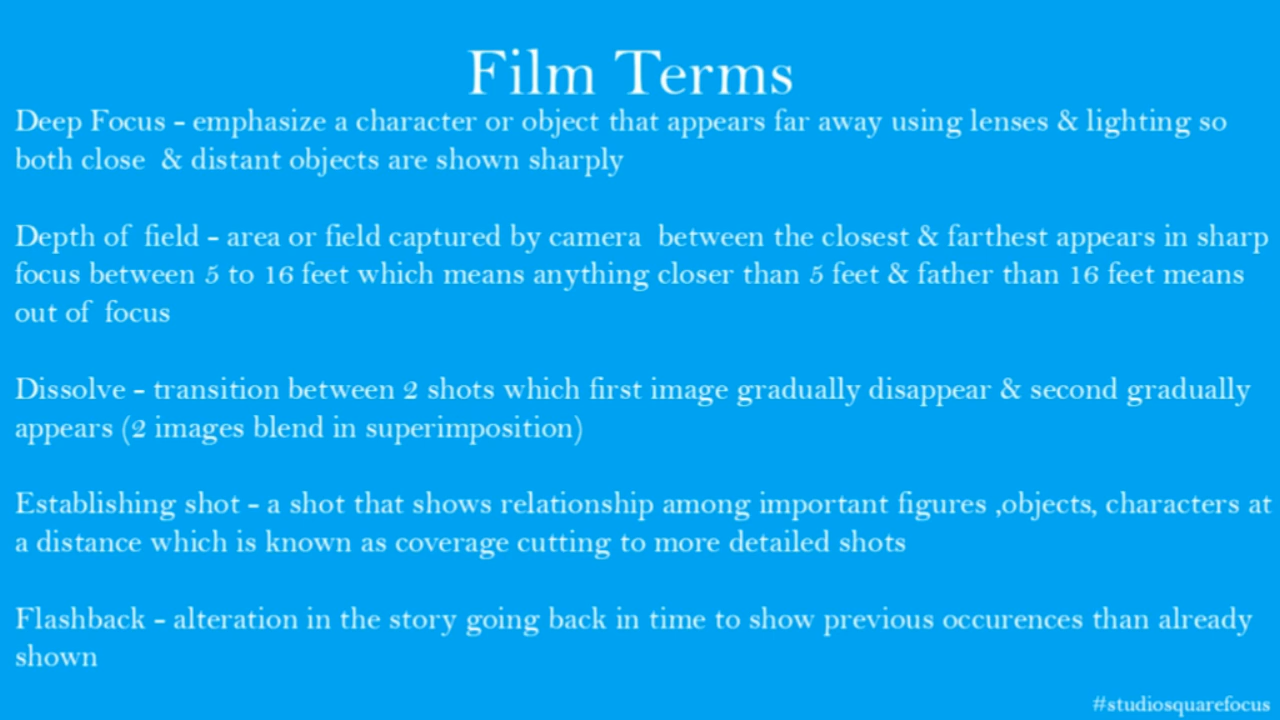 Film Terms
Deep Focus - emphasize a character or object that appears far away using lenses & lighting so
both close & distant objects are shown sharply
Depth of field - area or field captured by camera between the closest & farthest appears in sharp
focus between 5 to 16 feet which means anything closer than 5 feet & father than 16 feet means
out of focus
Dissolve - transition between 2 shots which first image gradually disappear & second gradually
appears (2 images blend in superimposition)
Establishing shot - a shot that shows relationship among important figures ,objects, characters at
a distance which is known as coverage cutting to more detailed shots
Flashback - alteration in the story going back in time to show previous occurences than already
shown
#studiosquarefocus